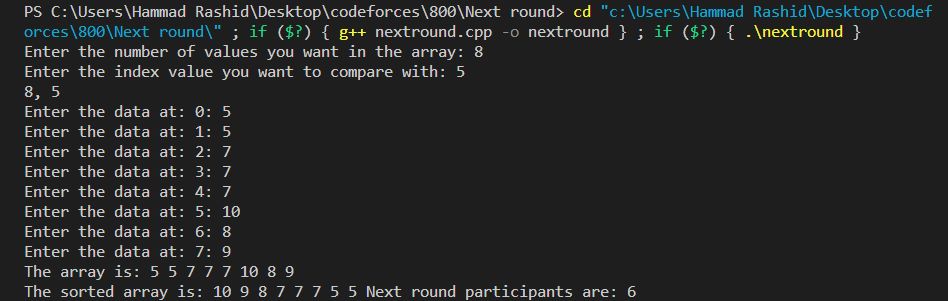 PS C:\Users\Hammad Rashid\Desktop\codeforces\800\Next round> cd "c:\Users\Hammad Rashid\Desktop\codef
orces\800\Next round\" ; if ($?) { g++ nextround.cpp -o nextround } ; if ($?) { .\nextround }
Enter the number of values you want in the array: 8
Enter the index value you want to compare with: 5
8, 5
Enter the data at: 0: 5
Enter the data at: 1: 5
Enter the data at: 2: 7
Enter the data at: 3: 7
Enter the data at: 4: 7
Enter the data at: 5: 10
Enter the data at: 6: 8
Enter the data at: 7: 9
The array is: 5 5 7 7 7 10 8 9
The sorted array is: 10 9 8 7 7 7 5 5 Next round participants are: 6